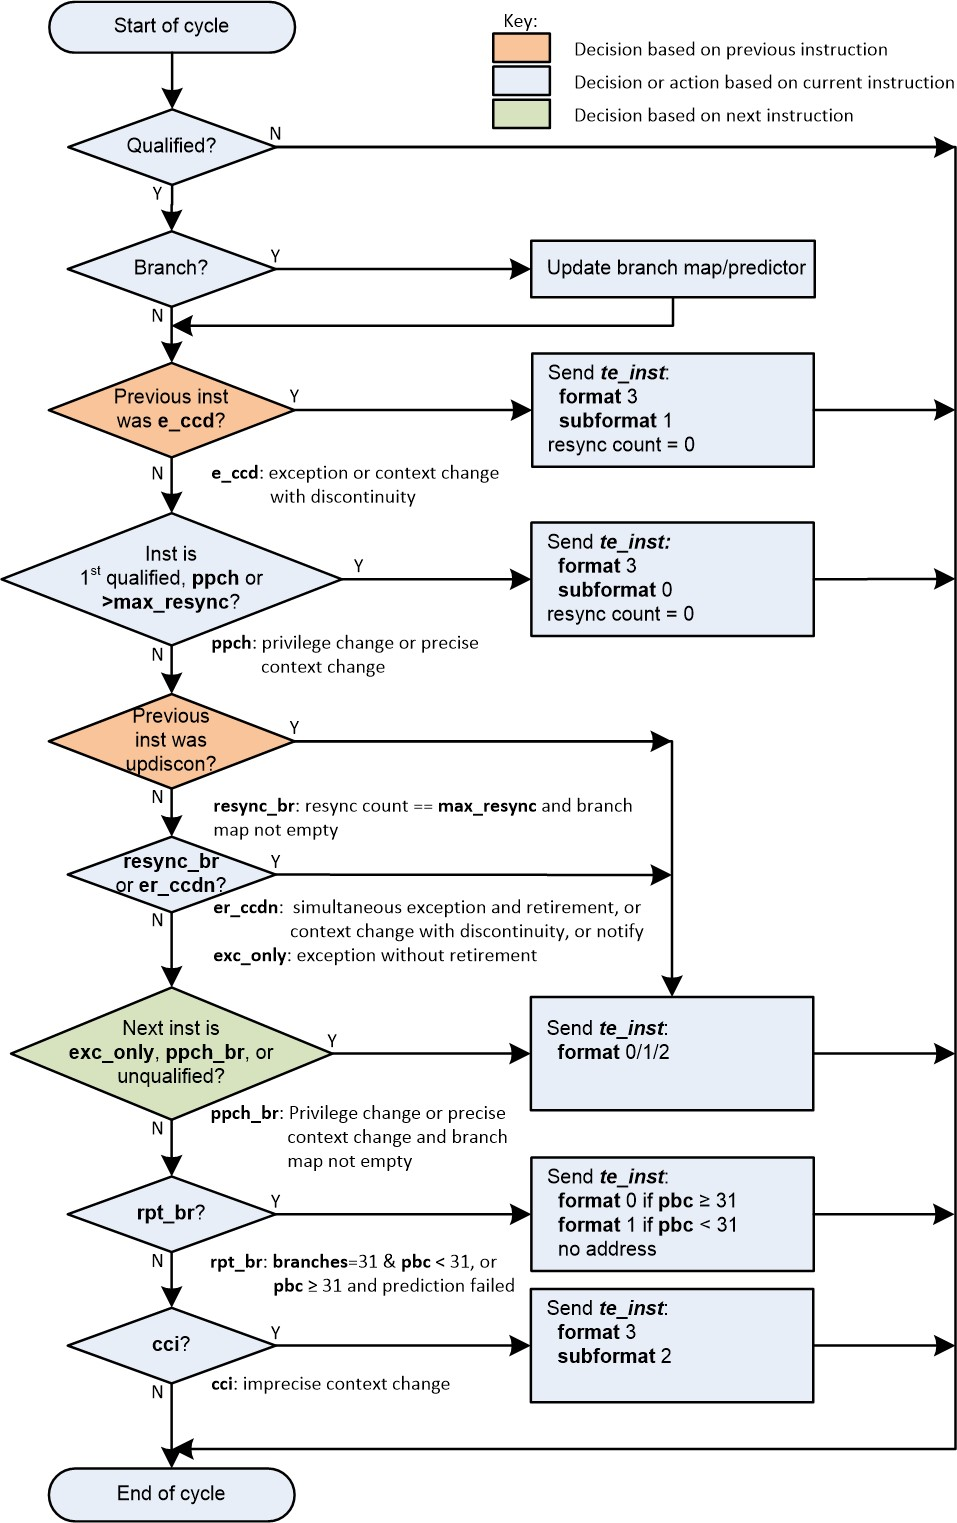 Start of cycle
Key:
Decision based on previous instruction
Decision or action based on current instruction
Decision based on next instruction
Qualified?
N
Y
Branch?
Y
Update branch map/predictor
N
Previous inst
was e_ccd?
Y
Send te_inst:
format 3
subformat 1
resync count = 0
N
e_ccd: exception or context change
with discontinuity
Inst is
1st qualified, ppch or
>max_resync?
Y
Send te_inst:
format 3
subformat 0
resync count = 0
N
ppch: privilege change or precise
context change
Previous
inst was
updiscon?
Y
N
resync_br: resync count == max_resync and branch
map not empty
resync_br
or er_ccdn?
Y
N
er_ccdn: simultaneous exception and retirement, or
context change with discontinuity, or notify
exc_only: exception without retirement
Next inst is
exc_only, ppch_br, or
unqualified?
Y
Send te_inst:
format 0/1/2
N
ppch_br: Privilege change or precise
context change and branch
map not empty
rpt_br?
Y
Send te_inst:
format 0 if pbc ≥ 31
format 1 if pbc < 31
no address
N
rpt_br: branches=31 & pbc < 31, or
pbc ≥ 31 and prediction failed
cci?
Y
Send te_inst:
format 3
subformat 2
N
cci: imprecise context change
End of cycle